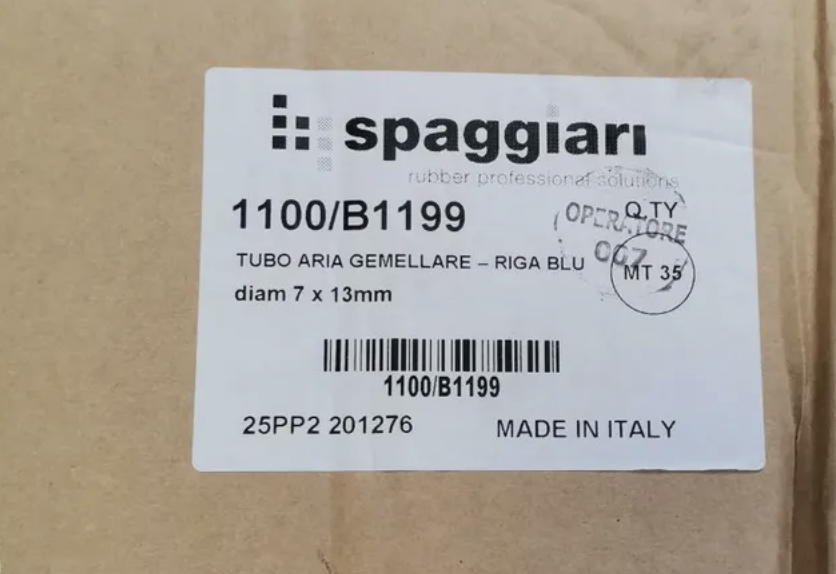 spaggiari
rubber professional solutions
1100/B1199
Q.TY
OPERATORE
007
TUBO ARIA GEMELLARE – RIGA BLU
MT 35
diam 7 x 13mm
1100/B1199
25PP2 201276
MADE IN ITALY